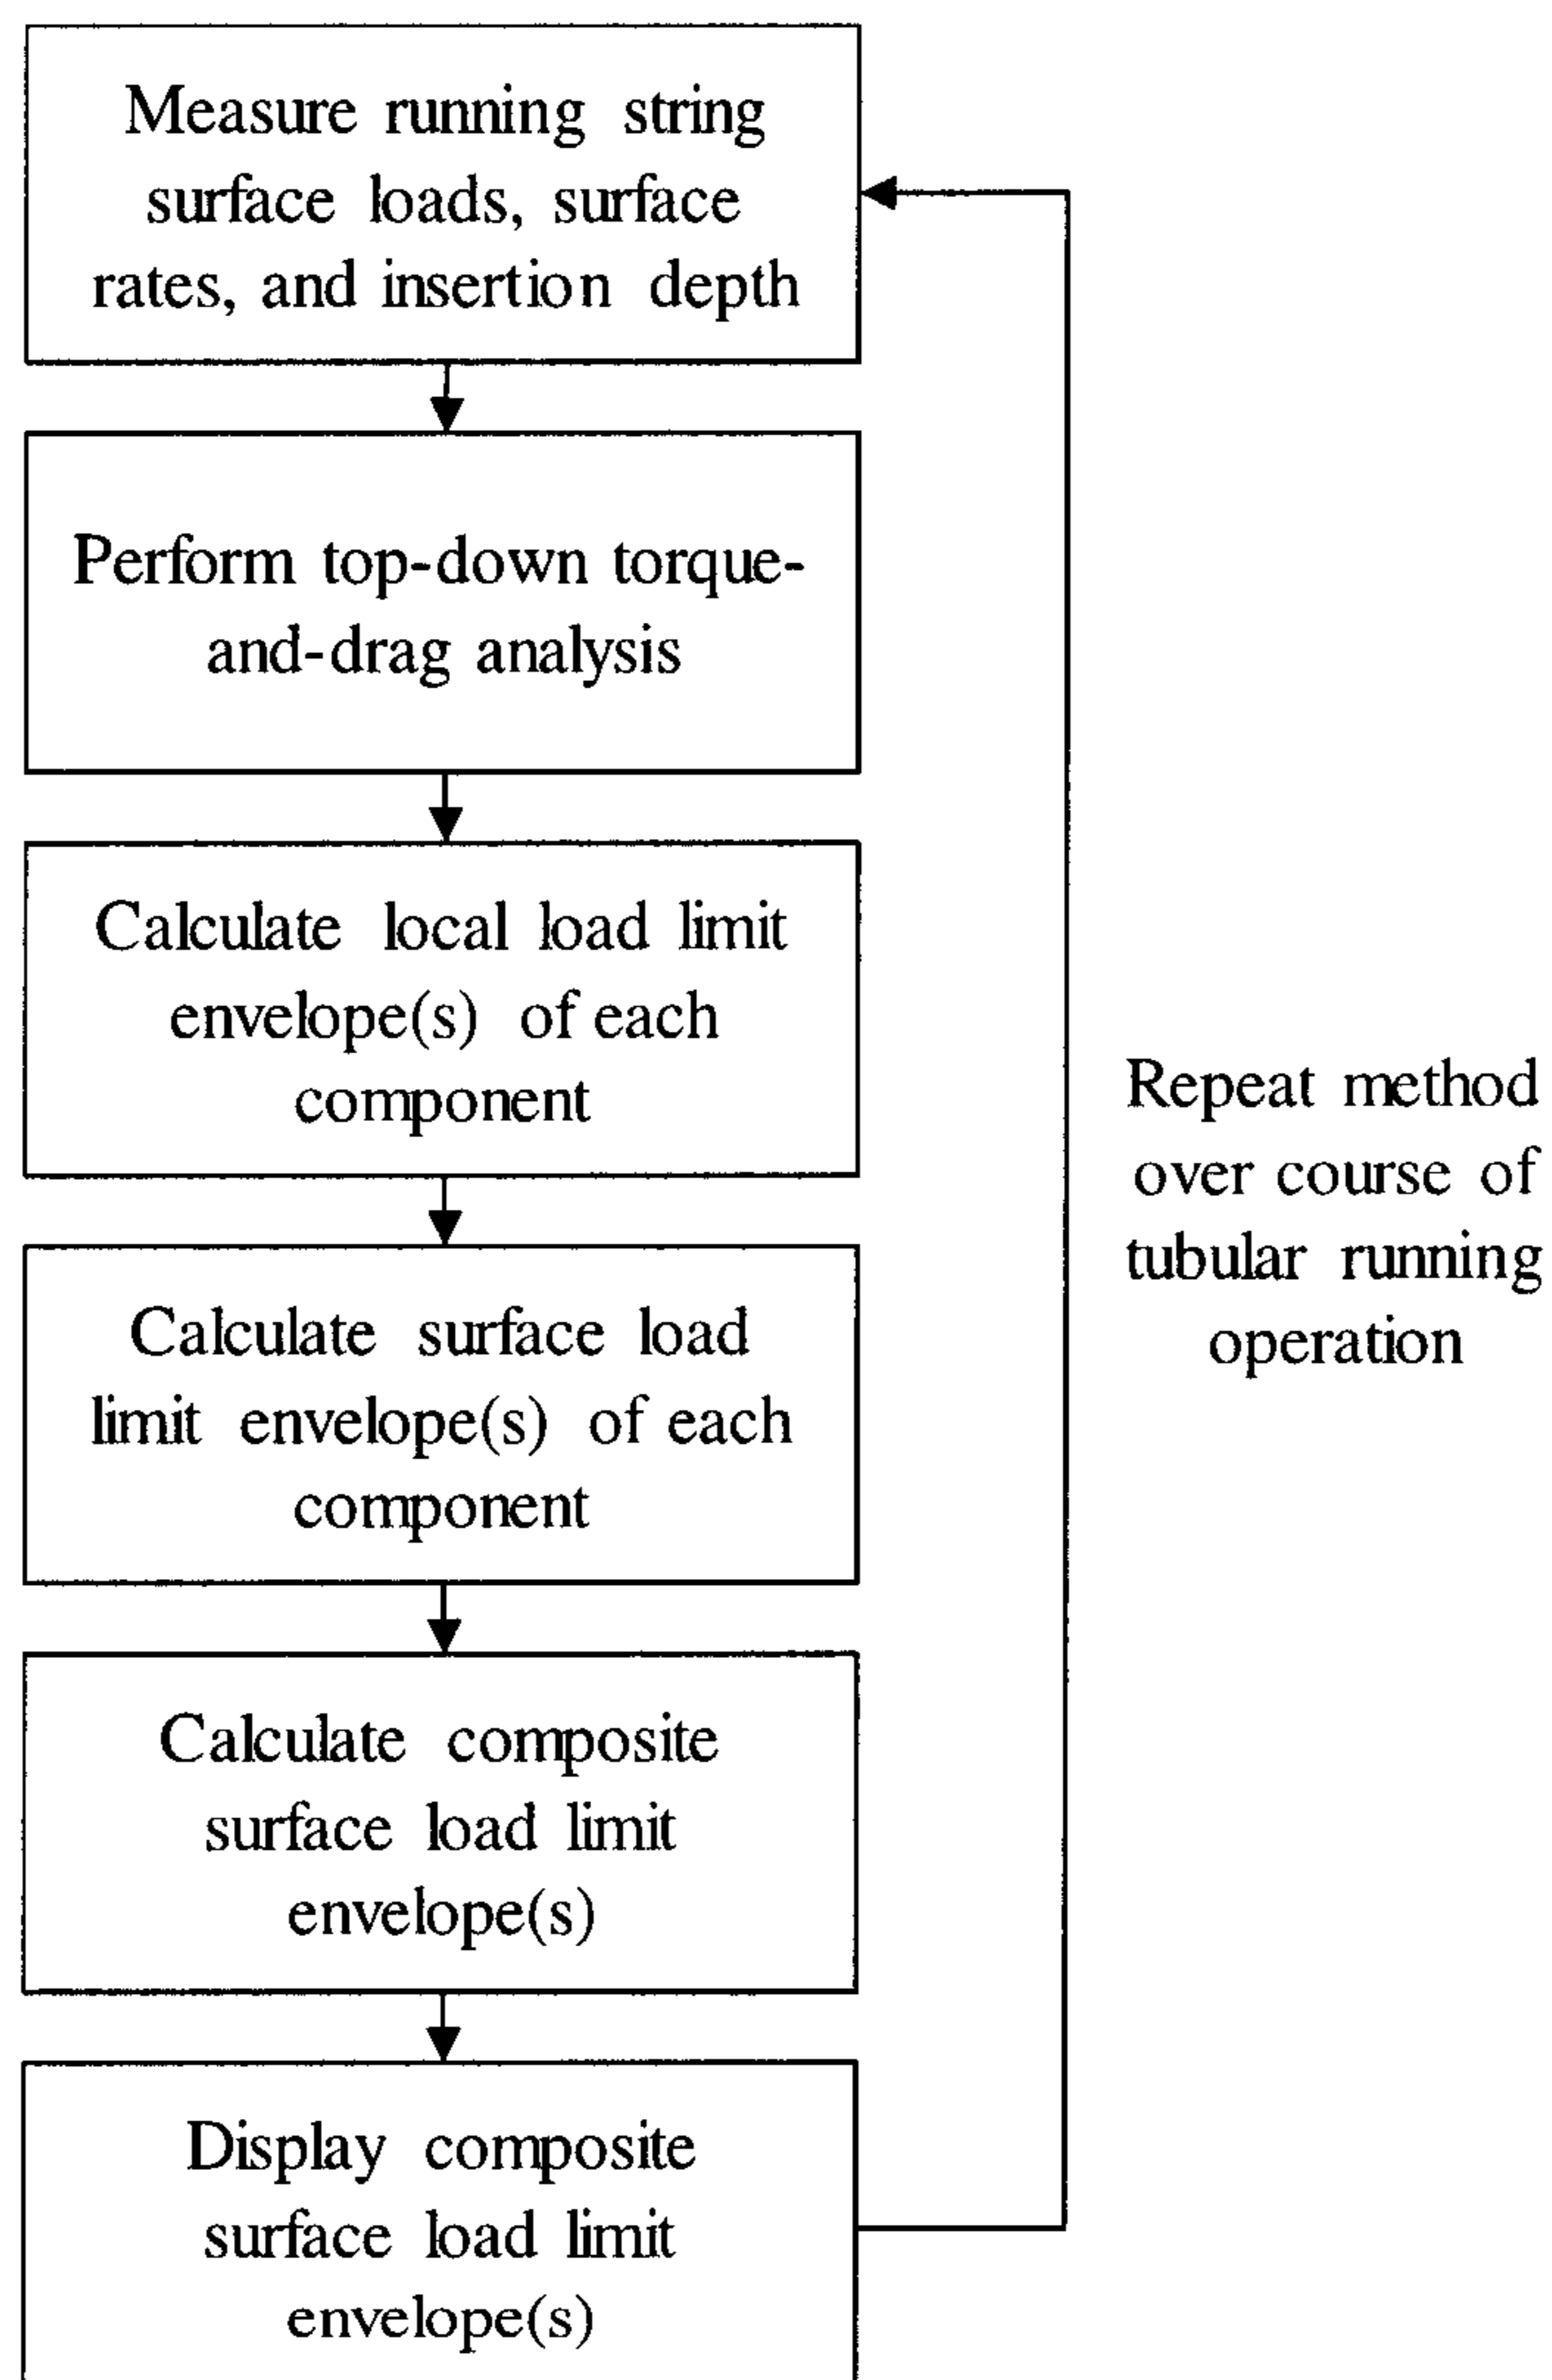 Measure running string
surface loads, surface
rates, and insertion depth
Perform top-down torque-
and-drag analysis
Calculate local load limit
envelope(s) of each
component
Calculate surface load
limit envelope(s) of each
component
Calculate composite
surface load limit
envelope(s)
Display composite
surface load limit
envelope(s)
Repeat method
over course of
tubular running
operation